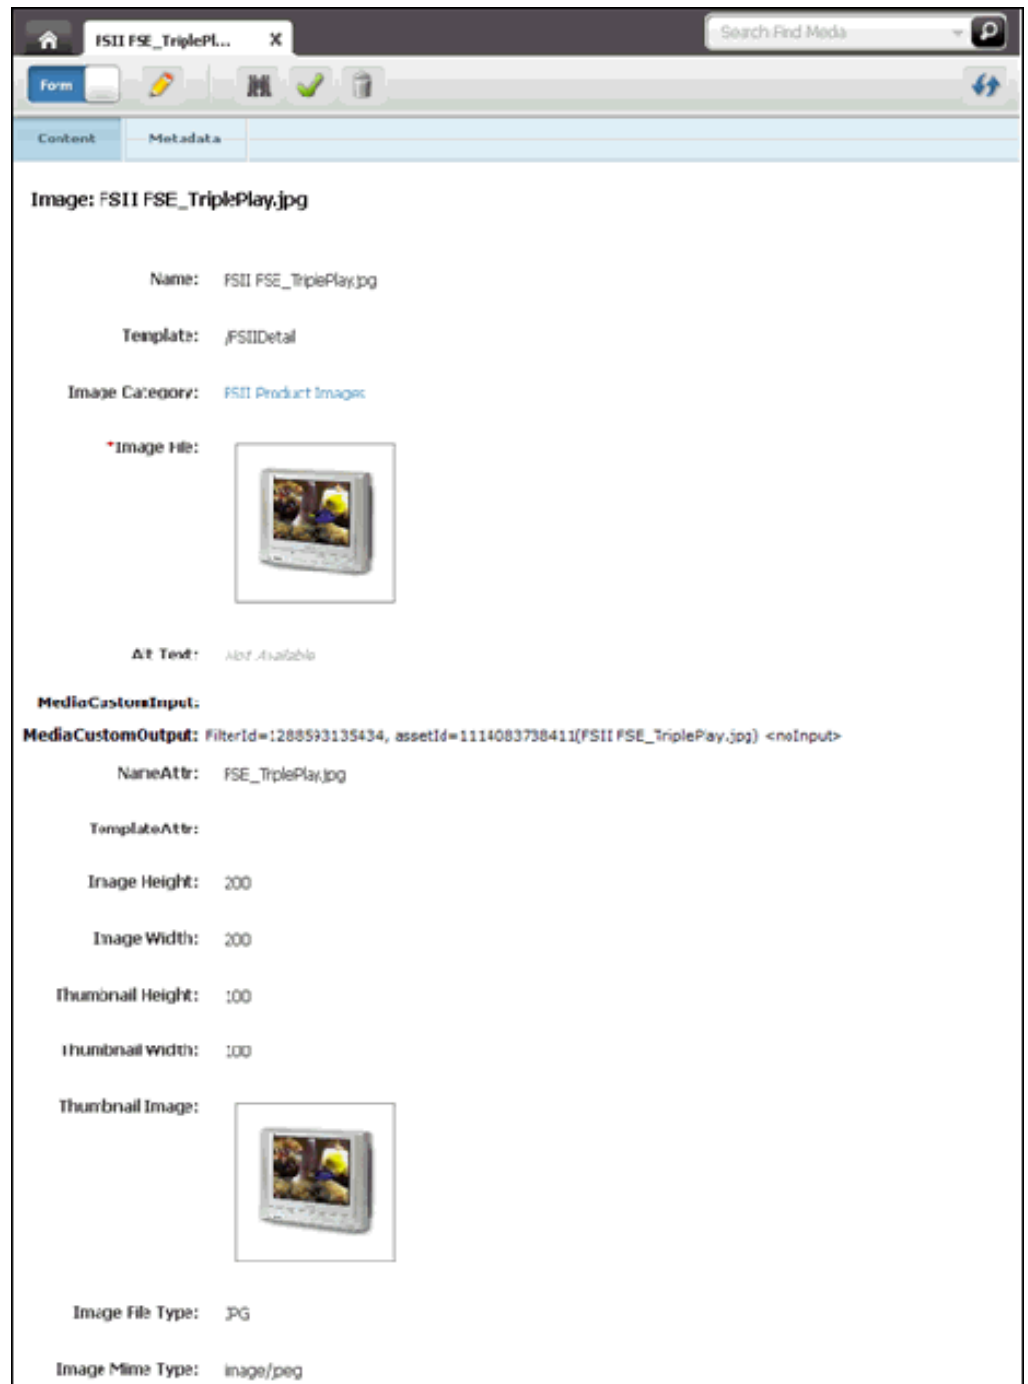 FSII FSE_TriplePl... X
Search Find Media
Form
Content Metadata
Image: FSII FSE_TriplePlay.jpg
Name: FSII FSE_TriplePlay.jpg
Template: /FSIIDetail
Image Category: FSII Product Images
*Image File:
Alt Text: Not Available
MediaCustomInput:
MediaCustomOutput: FilterId=1288593135434, assetId=1114083738411(FSII FSE_TriplePlay.jpg) <noInput>
NameAttr: FSE_TriplePlay.jpg
TemplateAttr:
Image Height: 200
Image Width: 200
Thumbnail Height: 100
Thumbnail Width: 100
Thumbnail Image:
Image File Type: JPG
Image Mime Type: image/jpeg